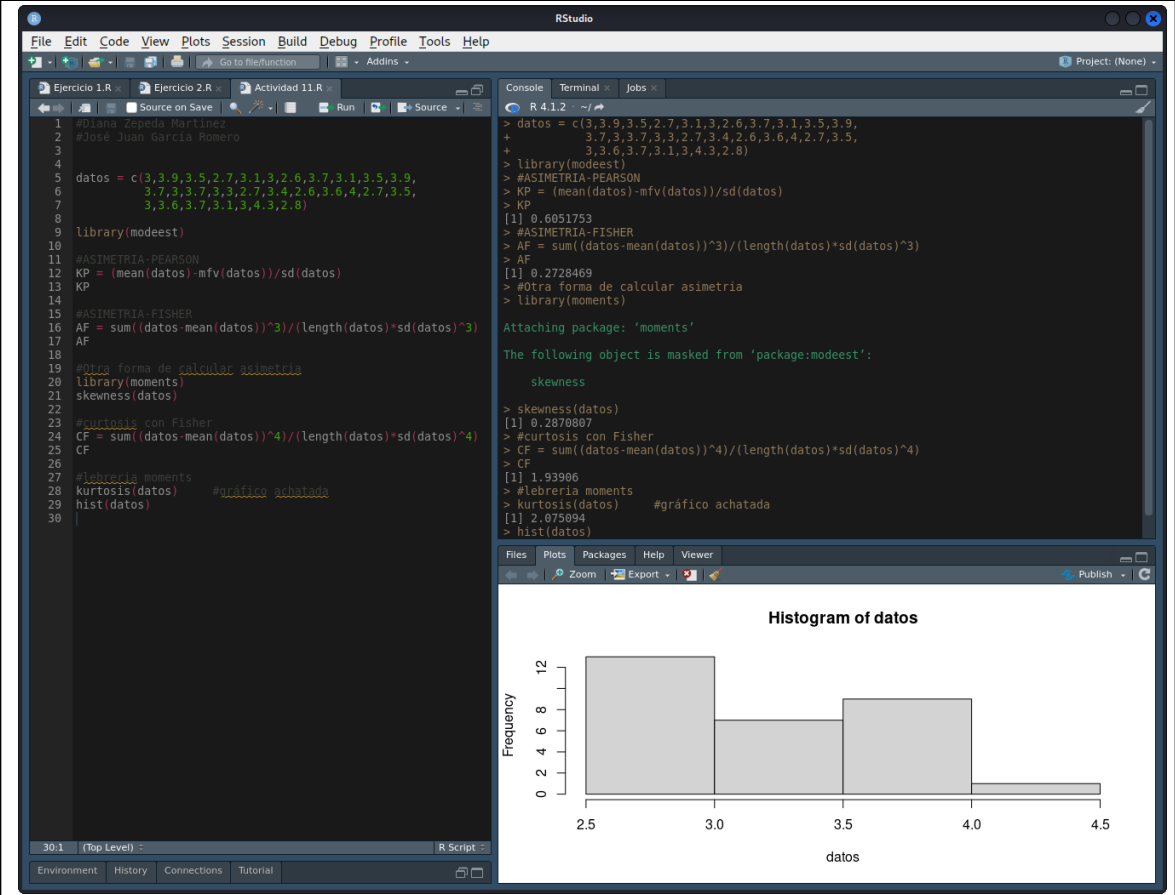 RStudio
File Edit Code View Plots Session Build Debug Profile Tools Help
Go to file/function
Addins
Project: (None)
Ejercicio 1.R
Ejercicio 2.R
Actividad 11.R
Source on Save
Run
Source
1 #Diana Zepeda Martinez
2 #José Juan García Romero
3
4
5 datos = c(3,3.9,3.5,2.7,3.1,3,2.6,3.7,3.1,3.5,3.9,
6 3.7,3,3.7,3,3,2.7,3.4,2.6,3.6,4,2.7,3.5,
7 3,3.6,3.7,3.1,3,4.3,2.8)
8
9 library(modeest)
10
11 #ASIMETRIA-PEARSON
12 KP = (mean(datos)-mfv(datos))/sd(datos)
13 KP
14
15 #ASIMETRIA-FISHER
16 AF = sum((datos-mean(datos))^3)/(length(datos)*sd(datos)^3)
17 AF
18
19 #Otra forma de calcular asimetria
20 library(moments)
21 skewness(datos)
22
23 #curtosis con Fisher
24 CF = sum((datos-mean(datos))^4)/(length(datos)*sd(datos)^4)
25 CF
26
27 #lebreria moments
28 kurtosis(datos) #gráfico achatada
29 hist(datos)
30
30:1 (Top Level) R Script
Environment History Connections Tutorial
Console Terminal Jobs
R 4.1.2 · ~/
> datos = c(3,3.9,3.5,2.7,3.1,3,2.6,3.7,3.1,3.5,3.9,
+ 3.7,3,3.7,3,3,2.7,3.4,2.6,3.6,4,2.7,3.5,
+ 3,3.6,3.7,3.1,3,4.3,2.8)
> library(modeest)
> #ASIMETRIA-PEARSON
> KP = (mean(datos)-mfv(datos))/sd(datos)
> KP
[1] 0.6051753
> #ASIMETRIA-FISHER
> AF = sum((datos-mean(datos))^3)/(length(datos)*sd(datos)^3)
> AF
[1] 0.2728469
> #Otra forma de calcular asimetria
> library(moments)
Attaching package: ‘moments’
The following object is masked from ‘package:modeest’:
skewness
> skewness(datos)
[1] 0.2870807
> #curtosis con Fisher
> CF = sum((datos-mean(datos))^4)/(length(datos)*sd(datos)^4)
> CF
[1] 1.93906
> #lebreria moments
> kurtosis(datos) #gráfico achatada
[1] 2.075094
> hist(datos)
Files Plots Packages Help Viewer
Zoom Export Publish
Histogram of datos
Frequency
12
8
6
4
2
0
2.5 3.0 3.5 4.0 4.5
datos